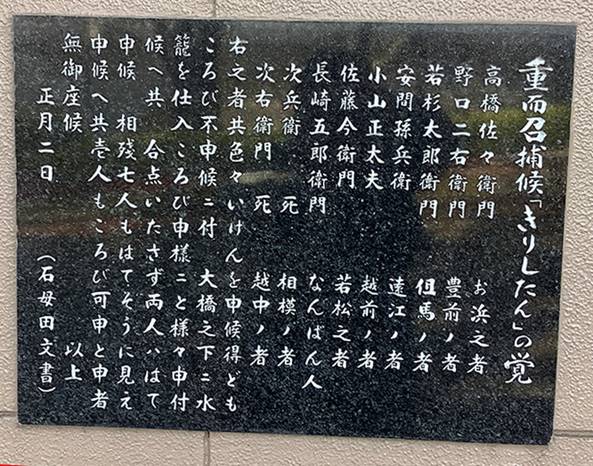 重而召捕候「きりしたん」の覚
高橋佐々衛門 お浜之者
野口二右衛門 豊前ノ者
若杉太郎衛門 但馬ノ者
安間孫兵衛 遠江ノ者
小山正太夫 越前ノ者
佐藤今衛門 若松之者
長崎五郎衛門 なんばん人
次兵衛 死 相模ノ者
次右衛門 死 越中ノ者
右之者共色々いけんを申候得ども
ころび不申候ニ付 大橋之下ニ水
籠を仕入ころび申様ニと様々申付
候へ共 合点いたさず両人ハはて
申候 相残七人もはてそうに見え
申候へ共壱人もころび可申と申者
無御座候 以上
正月二日 （石母田文書）